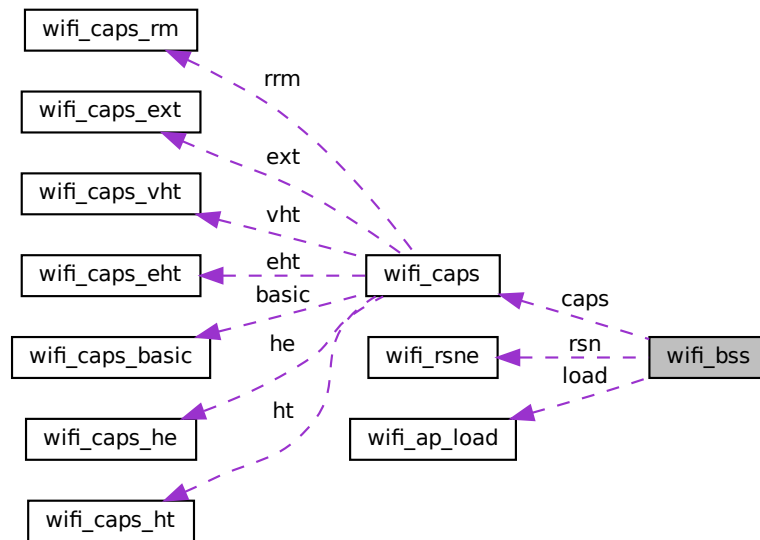 wifi_caps_rm
rrm
wifi_caps_ext
ext
wifi_caps_vht
vht
wifi_caps_eht
eht
wifi_caps
caps
basic
wifi_caps_basic
he
wifi_rsne
rsn
wifi_bss
load
wifi_caps_he
ht
wifi_ap_load
wifi_caps_ht